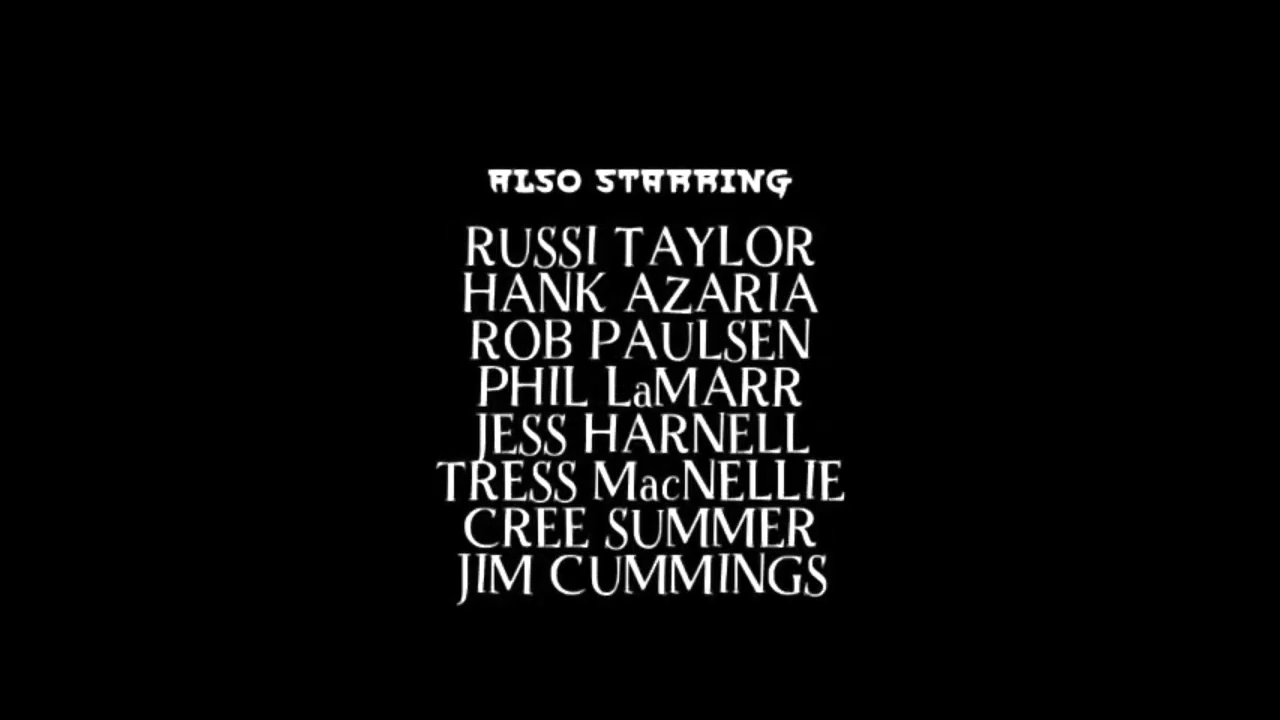 ALSO STARRING
RUSSI TAYLOR
HANK AZARIA
ROB PAULSEN
PHIL LaMARR
JESS HARNELL
TRESS MacNELLIE
CREE SUMMER
JIM CUMMINGS